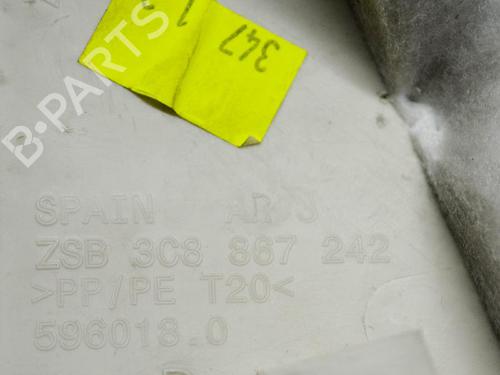 B-PARTS
347
SPAIN
ZSB 3C8 867 242
>PP/PE T20<
596018.0